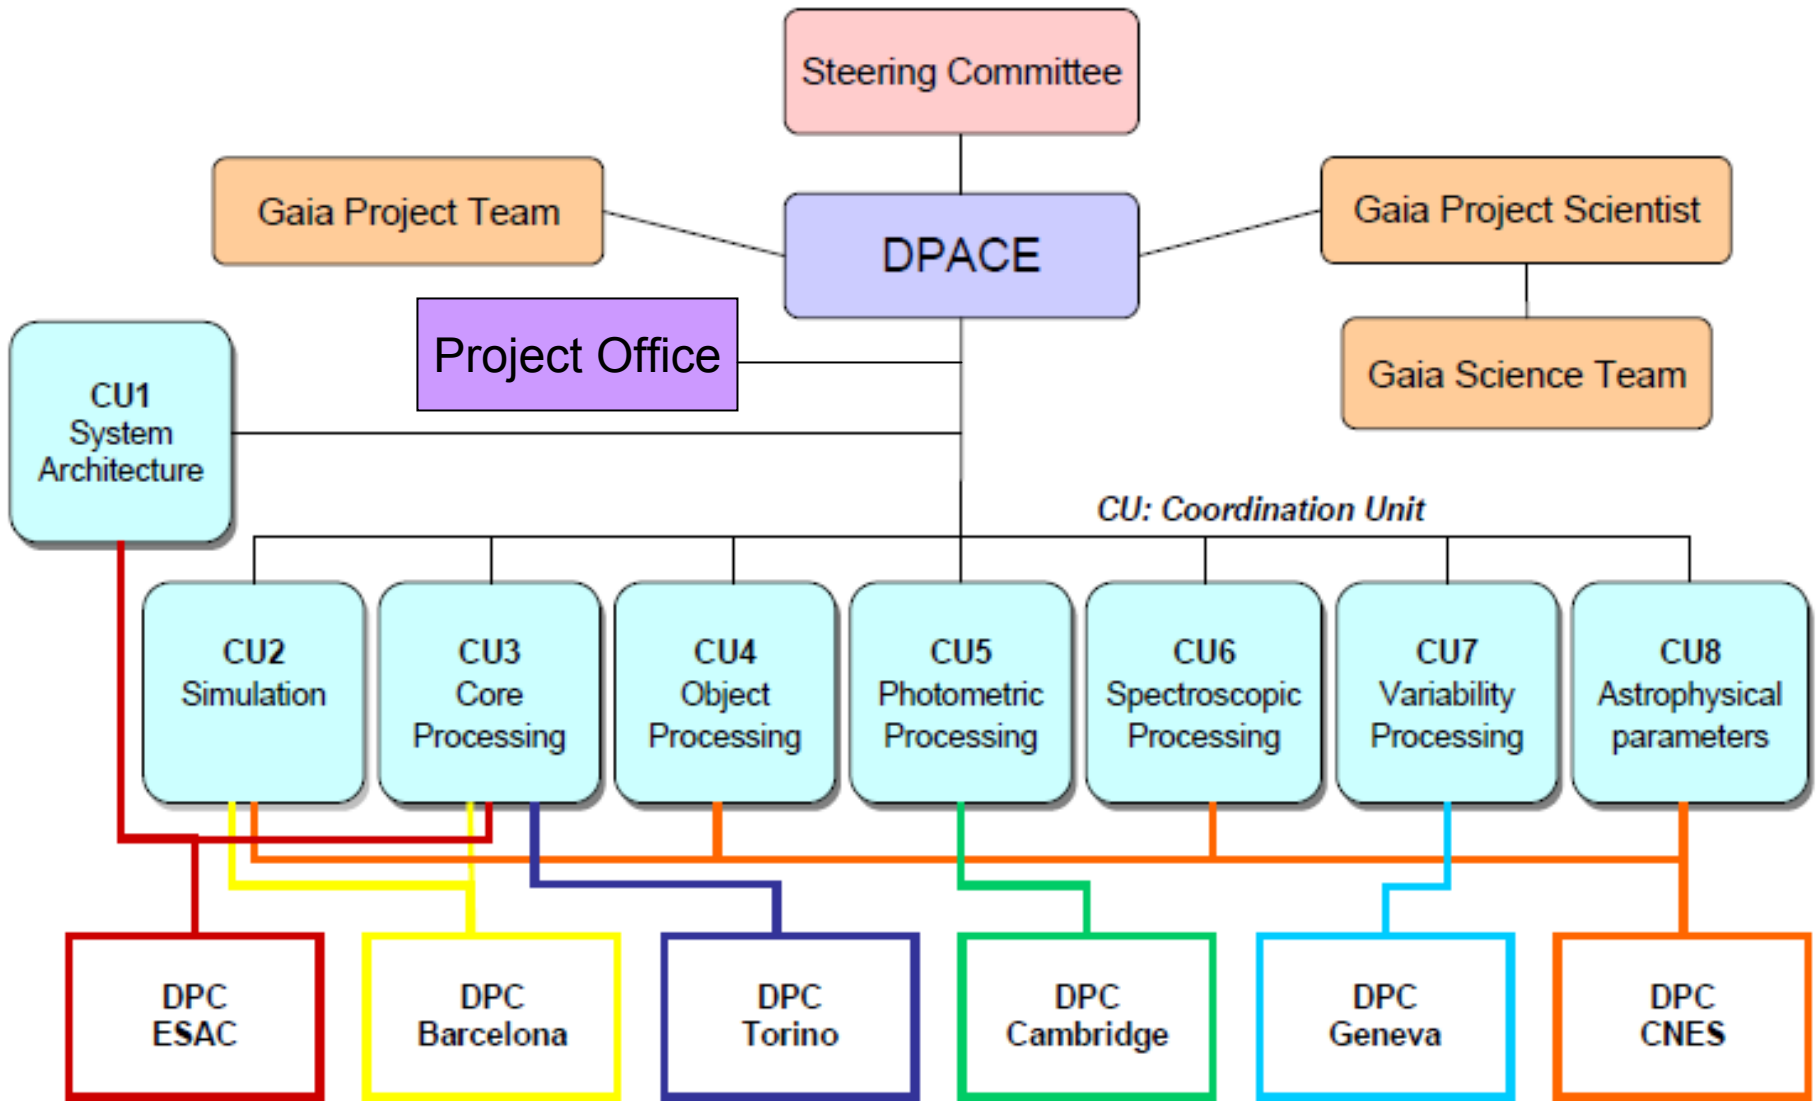 Steering Committee
Gaia Project Team
DPACE
Gaia Project Scientist
Project Office
Gaia Science Team
CU1
System
Architecture
CU: Coordination Unit
CU2
Simulation
CU3
Core
Processing
CU4
Object
Processing
CU5
Photometric
Processing
CU6
Spectroscopic
Processing
CU7
Variability
Processing
CU8
Astrophysical
parameters
DPC
ESAC
DPC
Barcelona
DPC
Torino
DPC
Cambridge
DPC
Geneva
DPC
CNES